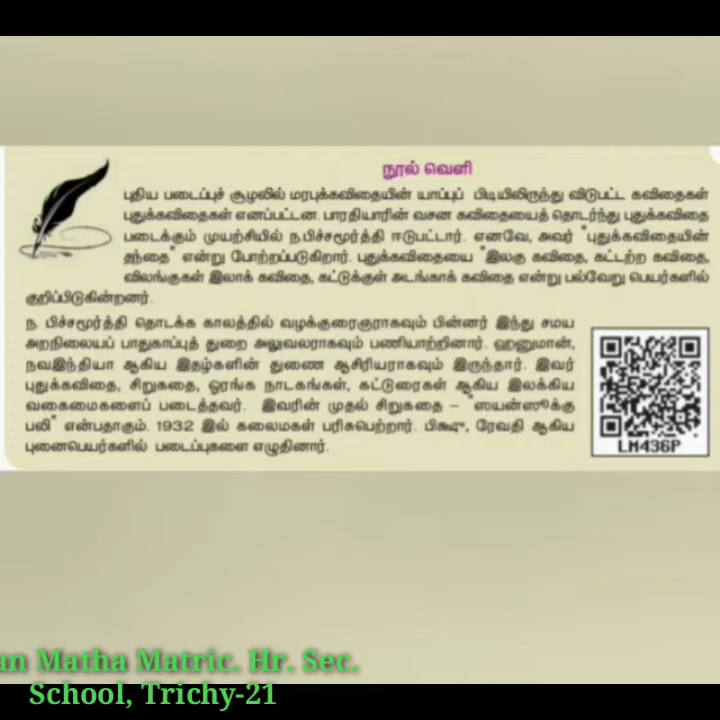 நூல் வெளி
புதிய படைப்புச் சூழலில் மரபுக்கவிதையின் யாப்புப் பிடியிலிருந்து விடுபட்ட கவிதைகள்
புதுக்கவிதைகள் எனப்பட்டன. பாரதியாரின் வசன கவிதையைத் தொடர்ந்து புதுக்கவிதை
படைக்கும் முயற்சியில் ந.பிச்சமூர்த்தி ஈடுபட்டார். எனவே, அவர் "புதுக்கவிதையின்
தந்தை" என்று போற்றப்படுகிறார். புதுக்கவிதையை "இலகு கவிதை, கட்டற்ற கவிதை,
விலங்குகள் இலாக் கவிதை, கட்டுக்குள் அடங்காக் கவிதை என்று பல்வேறு பெயர்களில்
குறிப்பிடுகின்றனர்.
ந. பிச்சமூர்த்தி தொடக்க காலத்தில் வழக்குரைஞராகவும் பின்னர் இந்து சமய
அறநிலையப் பாதுகாப்புத் துறை அலுவலராகவும் பணியாற்றினார். ஹனுமான்,
நவஇந்தியா ஆகிய இதழ்களின் துணை ஆசிரியராகவும் இருந்தார். இவர்
புதுக்கவிதை, சிறுகதை, ஓரங்க நாடகங்கள், கட்டுரைகள் ஆகிய இலக்கிய
வகைமைகளைப் படைத்தவர். இவரின் முதல் சிறுகதை – "ஸயன்ஸூக்கு
பலி" என்பதாகும். 1932 இல் கலைமகள் பரிசுபெற்றார். பிக்ஷு, ரேவதி ஆகிய
புனைபெயர்களில் படைப்புகளை எழுதினார்.
LM436P
an Matha Matric. Hr. Sec.
School, Trichy-21